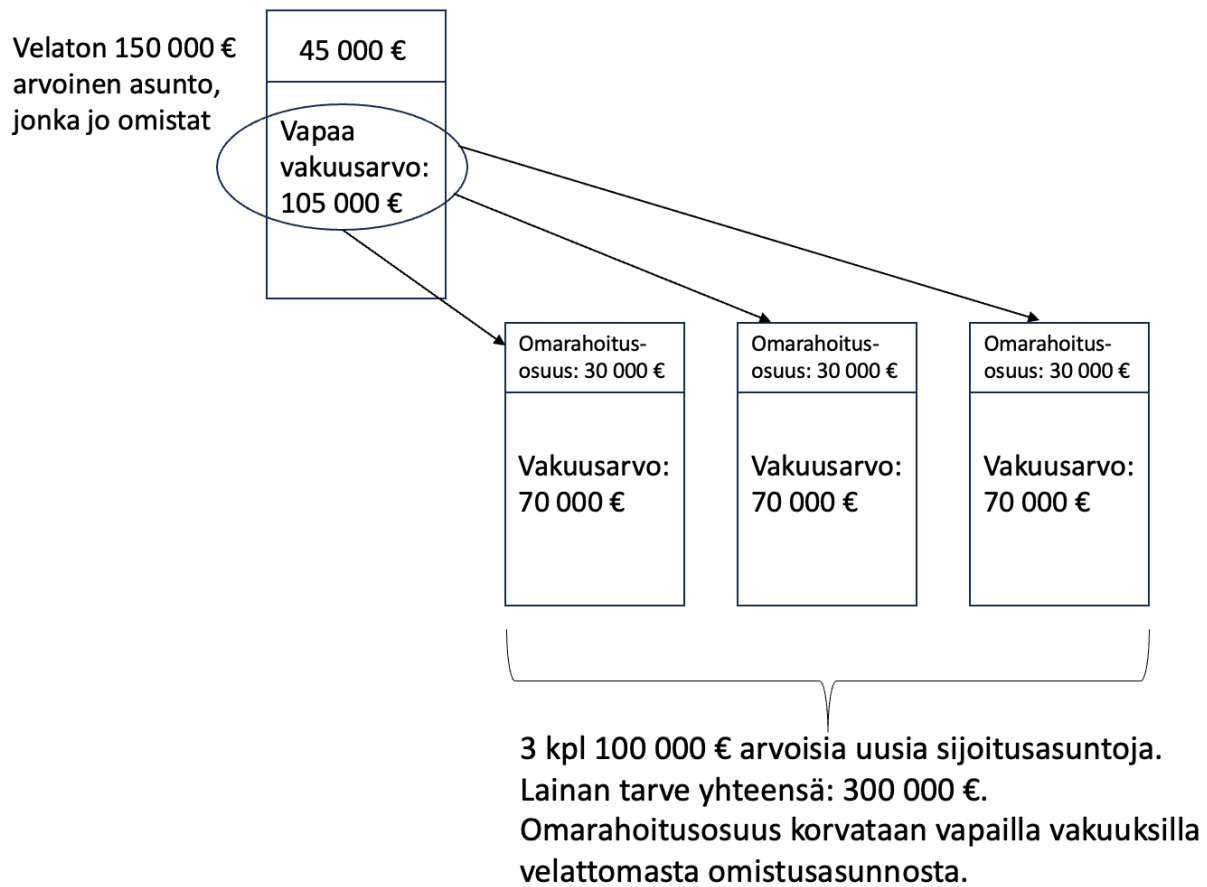 Velaton 150 000 €
arvoinen asunto,
jonka jo omistat
45 000 €
Vapaa
vakuusarvo:
105 000 €
Omarahoitus-
osuus: 30 000 €
Vakuusarvo:
70 000 €
Omarahoitus-
osuus: 30 000 €
Vakuusarvo:
70 000 €
Omarahoitus-
osuus: 30 000 €
Vakuusarvo:
70 000 €
3 kpl 100 000 € arvoisia uusia sijoitusasuntoja.
Lainan tarve yhteensä: 300 000 €.
Omarahoitusosuus korvataan vapailla vakuuksilla
velattomasta omistusasunnosta.